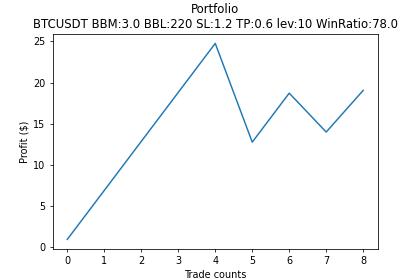 Portfolio
BTCUSDT BBM:3.0 BBL:220 SL:1.2 TP:0.6 lev:10 WinRatio:78.0
25
20
15
10
5
0
Profit ($)
0 1 2 3 4 5 6 7 8
Trade counts